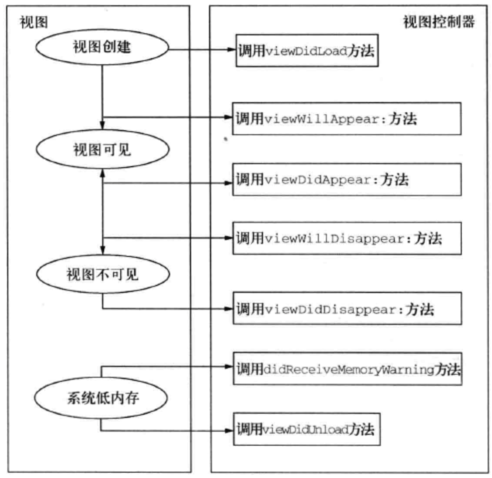 视图
视图控制器
视图创建
调用viewDidLoad方法
调用viewWillAppear:方法
视图可见
调用viewDidAppear:方法
调用viewWillDisappear:方法
视图不可见
调用viewDidDisappear:方法
调用didReceiveMemoryWarning方法
系统低内存
调用viewDidUnload方法